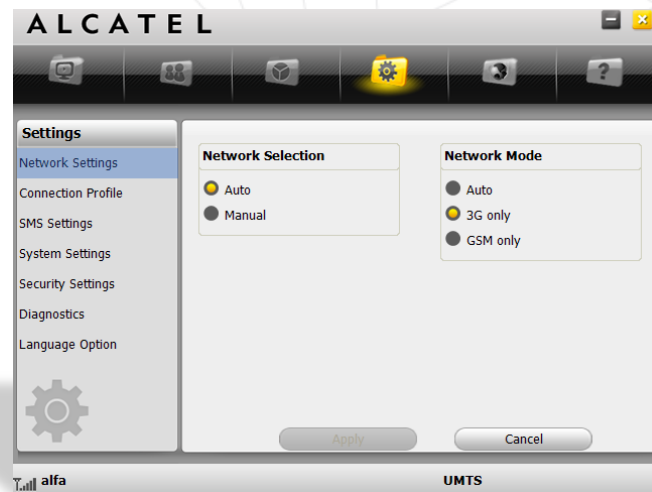 ALCATEL
Settings
Network Settings
Connection Profile
SMS Settings
System Settings
Security Settings
Diagnostics
Language Option
Network Selection
Auto
Manual
Network Mode
Auto
3G only
GSM only
Apply
Cancel
alfa
UMTS